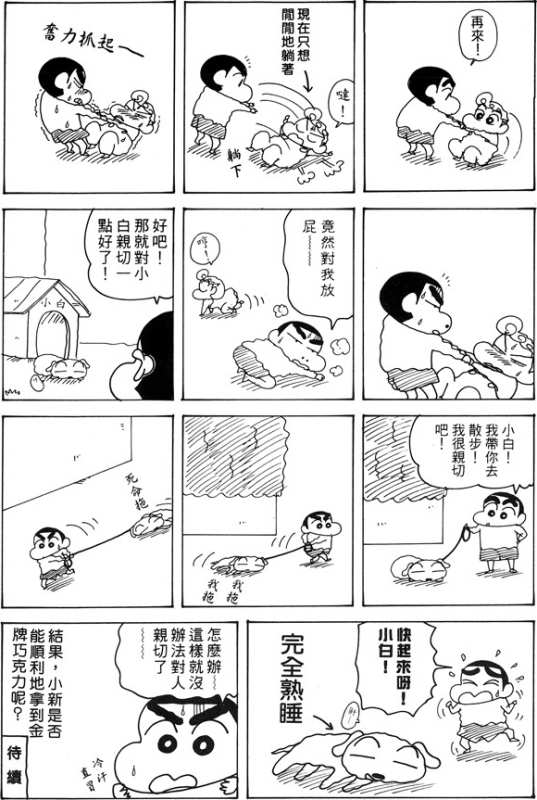 再來！
現在只想
閒閒地躺著
噠！
躺下
奮力抓起
竟然對我放
屁
哼！
好吧！
那就對小
白親切一
點好了！
小白
小白！
我帶你去
散步！
我很親切
吧！
我拖
我拖
死命拖
快起來呀！
小白！
完全熟睡
怎麼辦
這樣就沒
辦法對人
親切了
冷汗
直冒
結果，小新是否
能順利地拿到金
牌巧克力呢？
待續